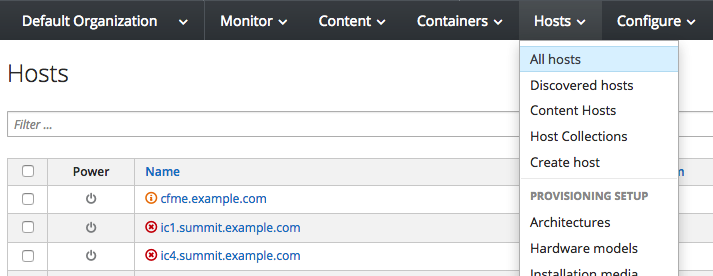 Default Organization Monitor Content Containers Hosts Configure
Hosts
All hosts
Discovered hosts
Content Hosts
Host Collections
Create host
PROVISIONING SETUP
Architectures
Hardware models
Installation media
Filter ...
Power Name
cfme.example.com
ic1.summit.example.com
ic4.summit.example.com